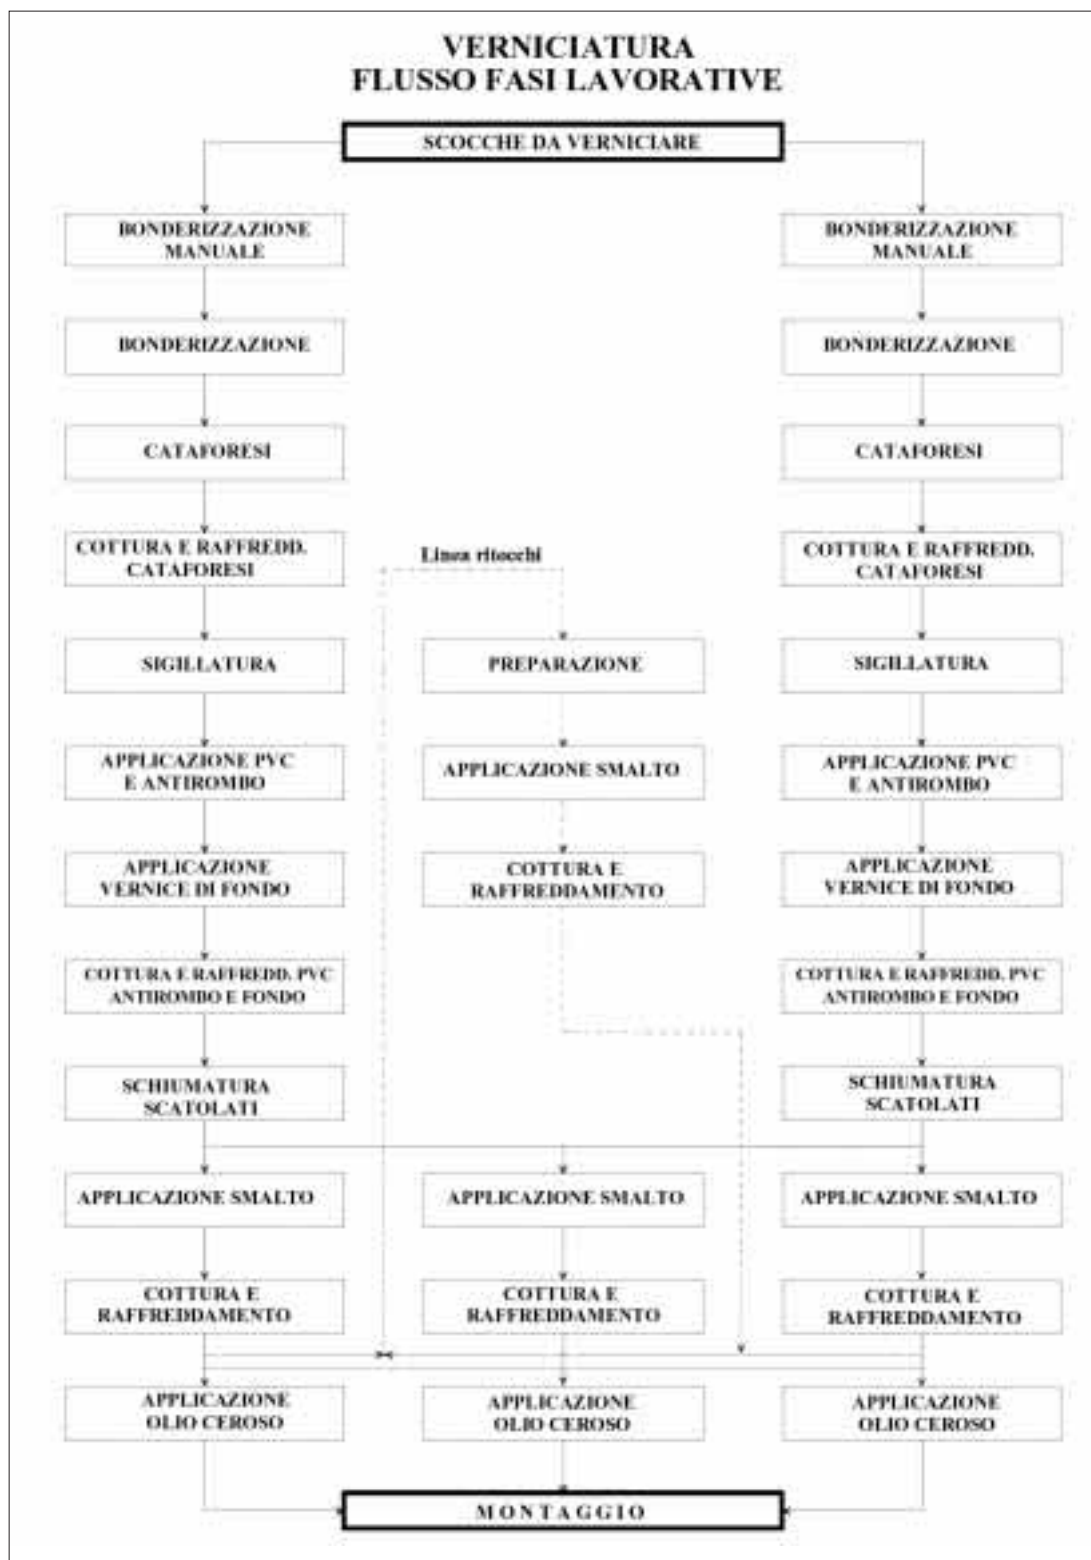 VERNICIATURA
FLUSSO FASI LAVORATIVE
SCOCCHE DA VERNICIARE
BONDERIZZAZIONE
MANUALE
BONDERIZZAZIONE
MANUALE
BONDERIZZAZIONE
BONDERIZZAZIONE
CATAFORESI
CATAFORESI
COTTURA E RAFFREDD.
CATAFORESI
Linea ritocchi
COTTURA E RAFFREDD.
CATAFORESI
SIGILLATURA
PREPARAZIONE
SIGILLATURA
APPLICAZIONE PVC
E ANTIROMBO
APPLICAZIONE SMALTO
APPLICAZIONE PVC
E ANTIROMBO
APPLICAZIONE
VERNICE DI FONDO
COTTURA E
RAFFREDDAMENTO
APPLICAZIONE
VERNICE DI FONDO
COTTURA E RAFFREDD. PVC
ANTIROMBO E FONDO
COTTURA E RAFFREDD. PVC
ANTIROMBO E FONDO
SCHIUMATURA
SCATOLATI
SCHIUMATURA
SCATOLATI
APPLICAZIONE SMALTO
APPLICAZIONE SMALTO
APPLICAZIONE SMALTO
COTTURA E
RAFFREDDAMENTO
COTTURA E
RAFFREDDAMENTO
COTTURA E
RAFFREDDAMENTO
APPLICAZIONE
OLIO CEROSO
APPLICAZIONE
OLIO CEROSO
APPLICAZIONE
OLIO CEROSO
MONTAGGIO